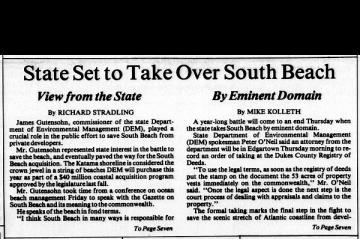 State Set to Take Over South Beach
View from the State
By RICHARD STRADLING
James Gutensohn, commissioner of the state Depart-
ment of Environmental Management (DEM), played a
crucial role in the public effort to save South Beach from
private developers.
Mr. Gutensohn represented state interest in the battle to
save the beach, and eventually paved the way for the South
Beach acquisition. The Katama shoreline is considered the
crown jewel in a string of beaches DEM will purchase this
year as part of a $40 million coastal acquisition program
approved by the legislature last fall.
Mr. Gutensohn took time from a conference on ocean
beach management Friday to speak with the Gazette on
South Beach and its meaning to the commonwealth.
He speaks of the beach in fond terms.
"I think South Beach in many ways is responsible for
To Page Seven
By Eminent Domain
By MIKE KOLLETH
A year-long battle will come to an end Thursday when
the state takes South Beach by eminent domain.
State Department of Environmental Management
(DEM) spokesman Peter O'Neil said an attorney from the
department will be in Edgartown Thursday morning to re-
cord an order of taking at the Dukes County Registry of
Deeds.
"To use the legal terms, as soon as the registry of deeds
put the stamp on the document the 53 acres of property
vests immediately on the commonwealth," Mr. O'Neil
said. "Once the legal aspect is done the next step is the
court process of dealing with appraisals and claims to the
property."
The formal taking marks the final step in the fight to
save the scenic stretch of Atlantic coastline from devel-
To Page Seven